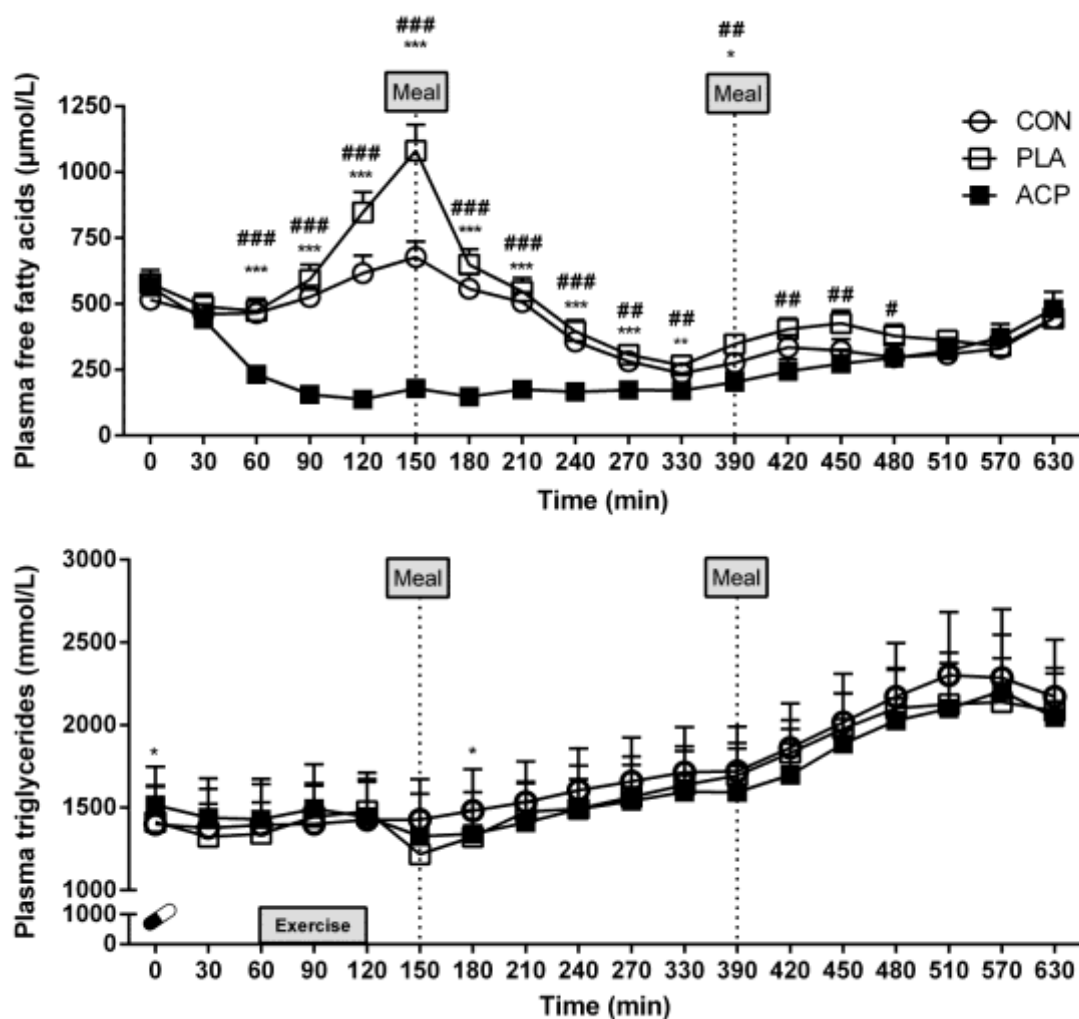 ### ##
*** *
Meal Meal
Plasma free fatty acids (µmol/L)
1250
1000
750
500
250
0
### ### ### ### ### ### ## ## ## ## #
*** *** *** *** *** *** *** **
CON
PLA
ACP
0 30 60 90 120 150 180 210 240 270 330 390 420 450 480 510 570 630
Time (min)
Plasma triglycerides (mmol/L)
3000
2500
2000
1500
1000
1000
0
Meal Meal
* *
Exercise
0 30 60 90 120 150 180 210 240 270 330 390 420 450 480 510 570 630
Time (min)